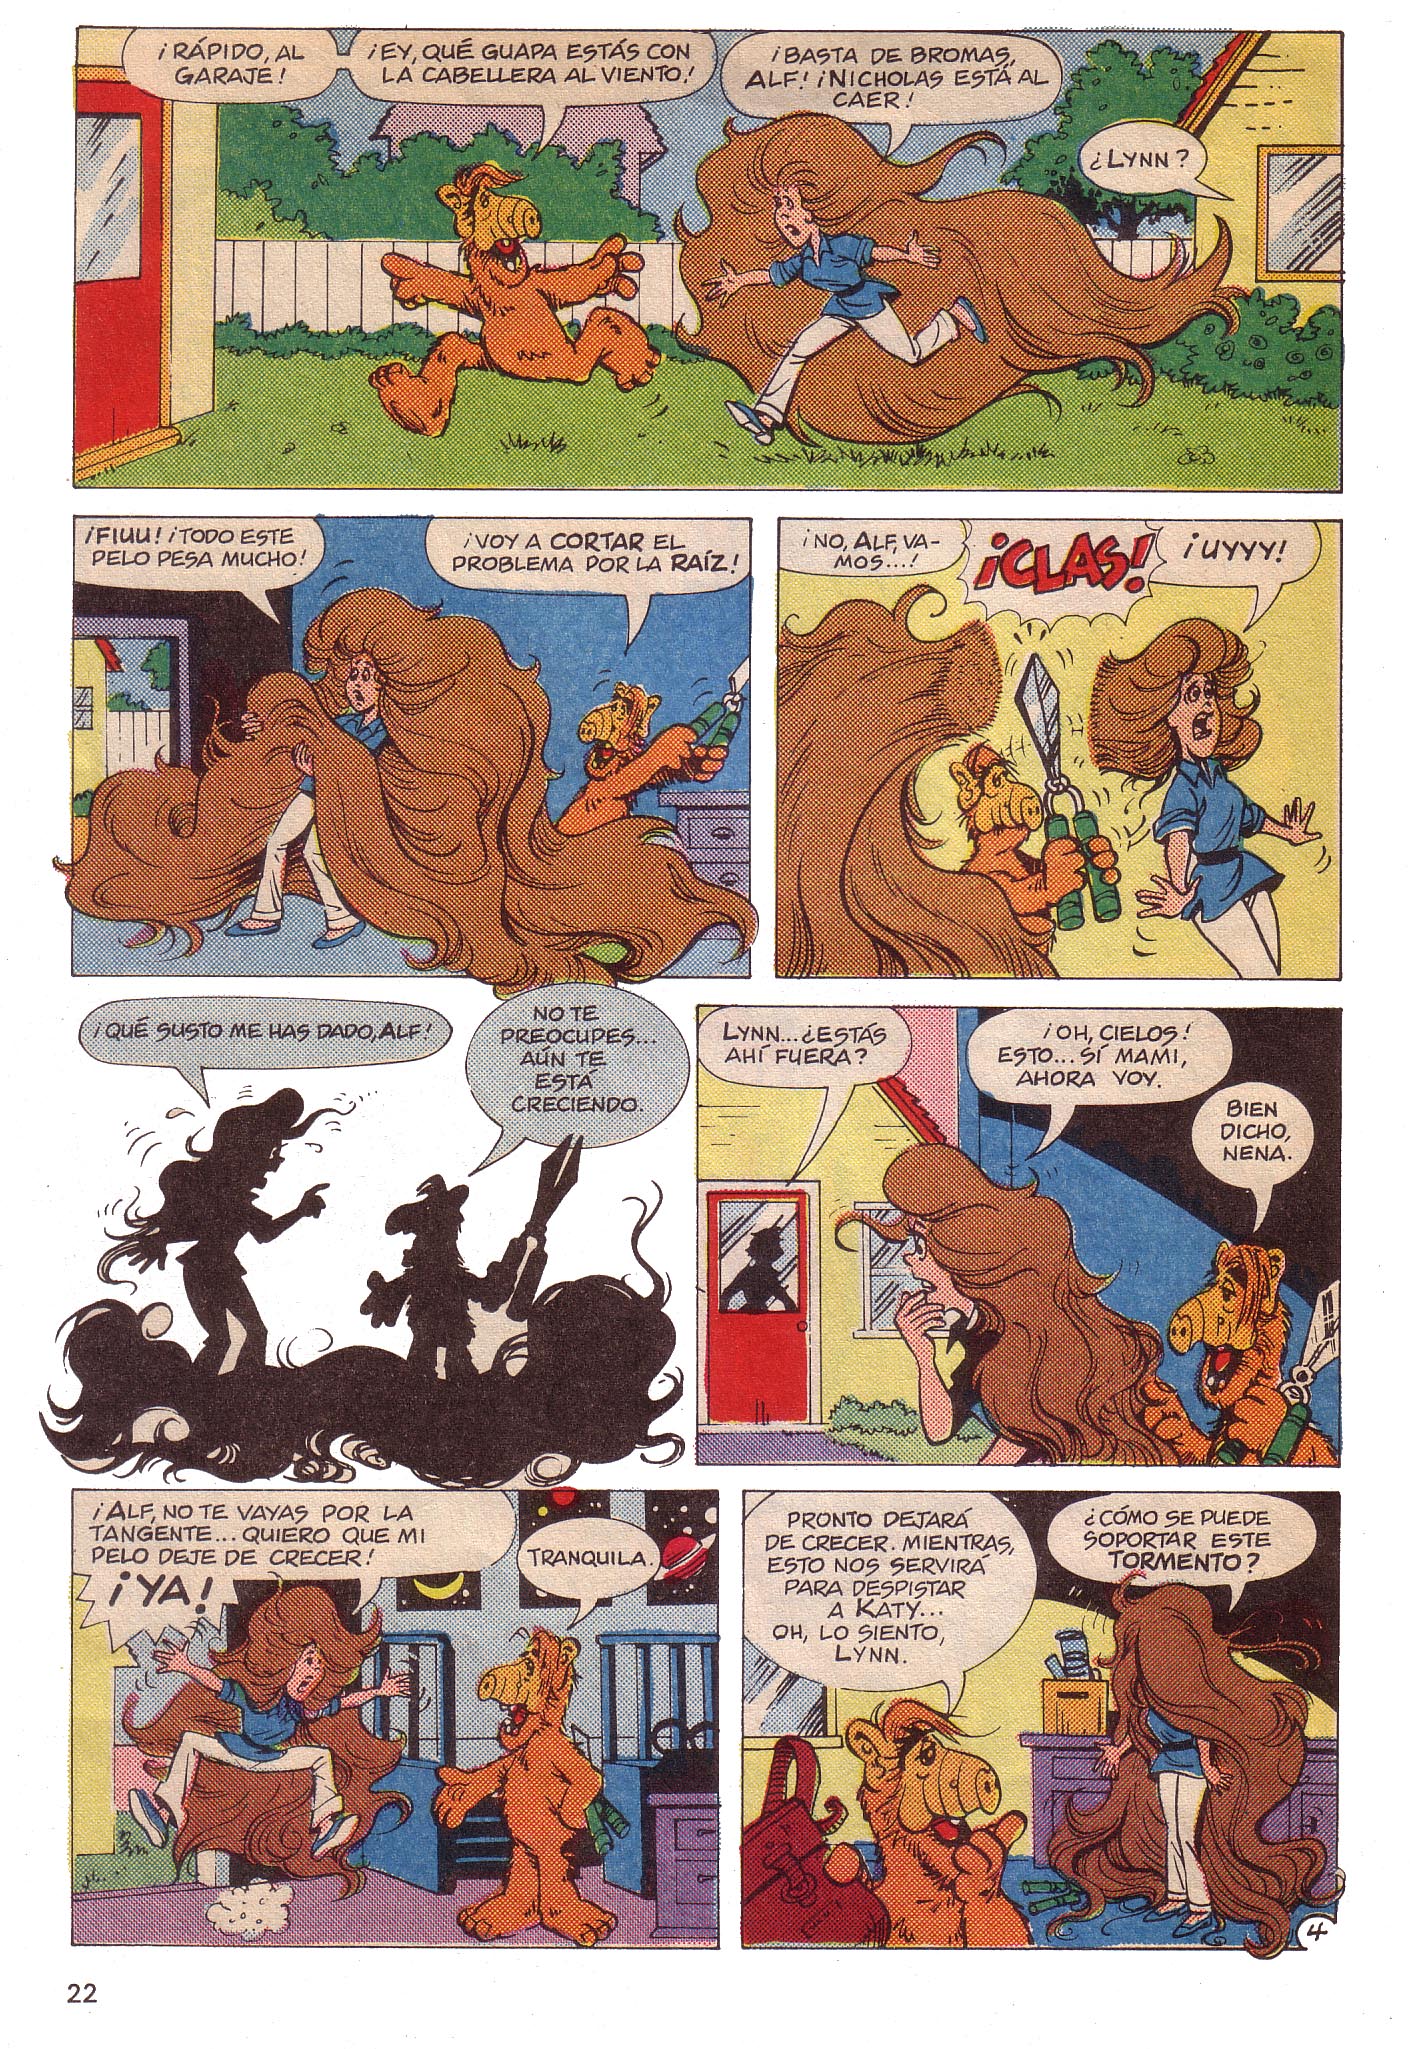 ¡RÁPIDO, AL
GARAJE!
¡EY, QUÉ GUAPA ESTÁS CON
LA CABELLERA AL VIENTO!
¡BASTA DE BROMAS,
ALF! ¡NICHOLAS ESTÁ AL
CAER!
¿LYNN?
¡FIUU! ¡TODO ESTE
PELO PESA MUCHO!
¡VOY A CORTAR EL
PROBLEMA POR LA RAÍZ!
¡NO, ALF, VA-
MOS...!
¡CLAS!
¡UYYY!
¡QUÉ SUSTO ME HAS DADO, ALF!
NO TE
PREOCUPES...
AÚN TE
ESTÁ
CRECIENDO.
LYNN... ¿ESTÁS
AHÍ FUERA?
¡OH, CIELOS!
ESTO... SÍ MAMI,
AHORA VOY.
BIEN
DICHO,
NENA.
¡ALF, NO TE VAYAS POR LA
TANGENTE... QUIERO QUE MI
PELO DEJE DE CRECER!
¡YA!
TRANQUILA.
PRONTO DEJARÁ
DE CRECER. MIENTRAS,
ESTO NOS SERVIRÁ
PARA DESPISTAR
A KATY...
OH, LO SIENTO,
LYNN.
¿CÓMO SE PUEDE
SOPORTAR ESTE
TORMENTO?
4
22